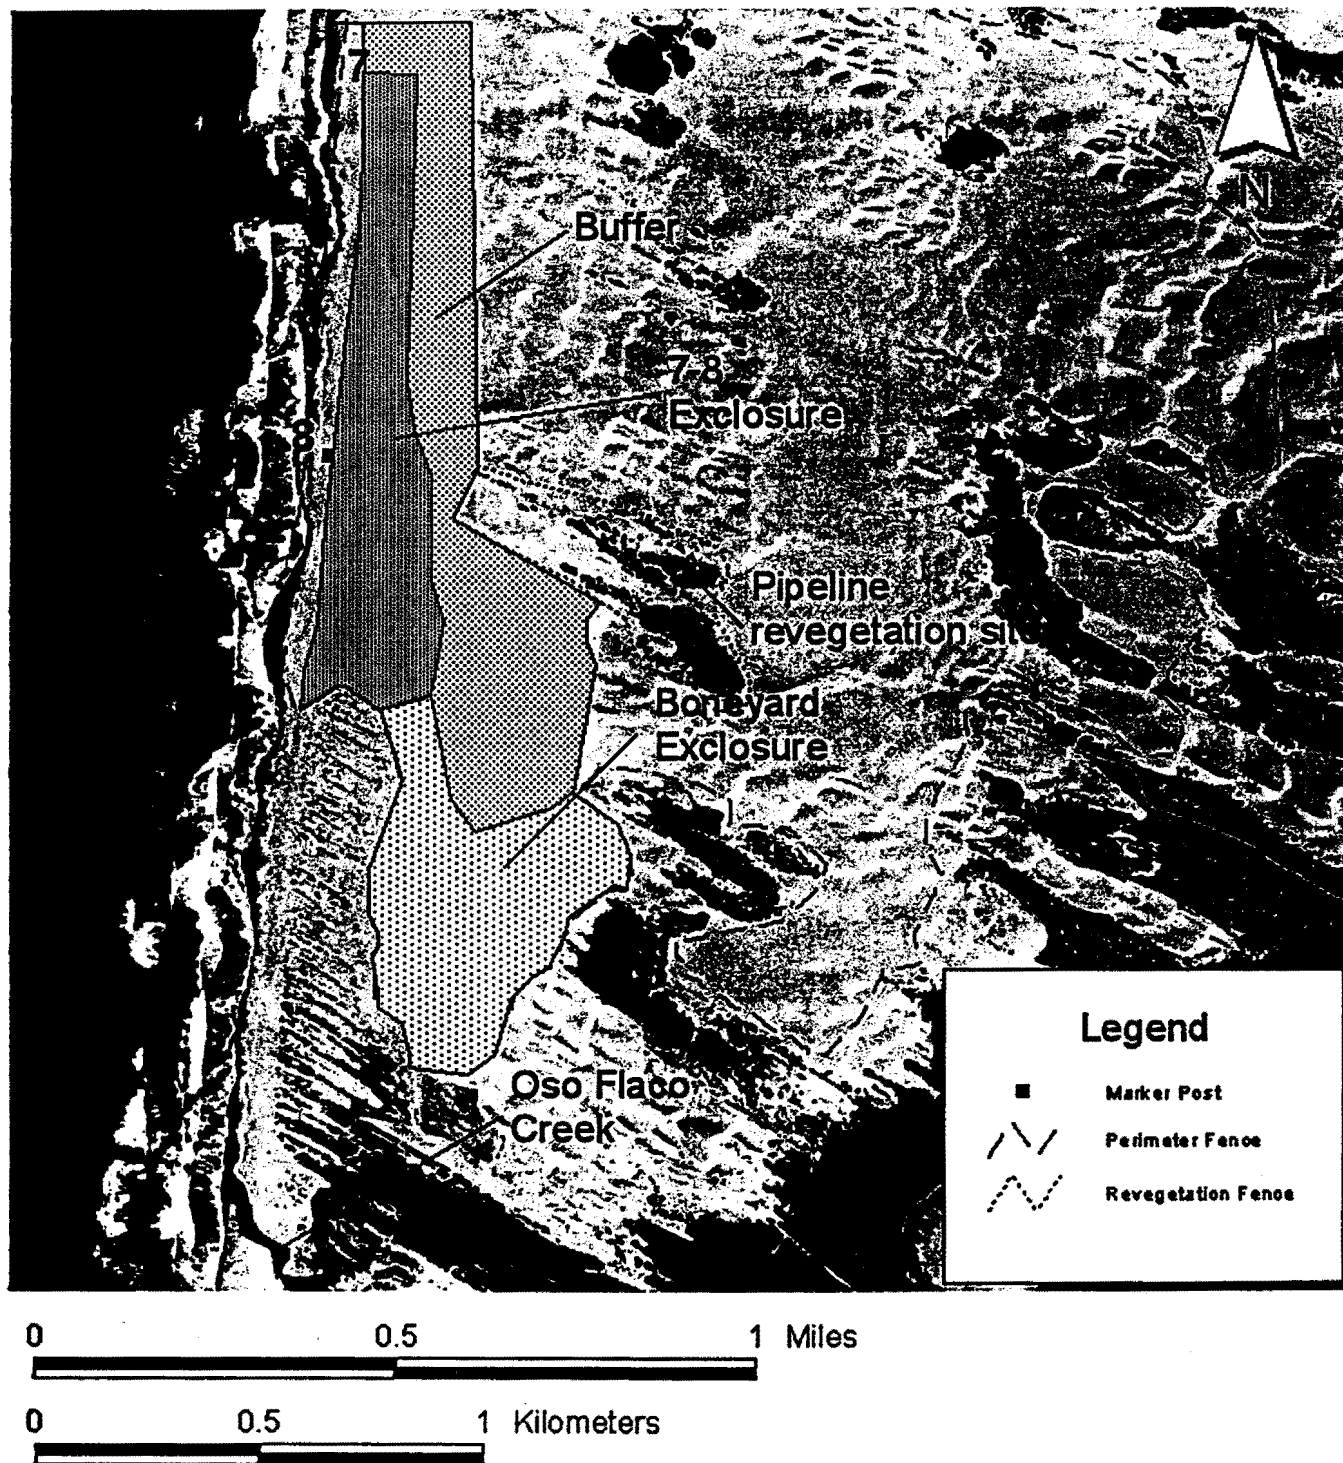 7
N
Buffer
7-8
Exclosure
8
Pipeline
revegetation site
Boneyard
Exclosure
Oso Flaco
Creek
Legend
Marker Post
Perimeter Fence
Revegetation Fence
0 0.5 1 Miles
0 0.5 1 Kilometers